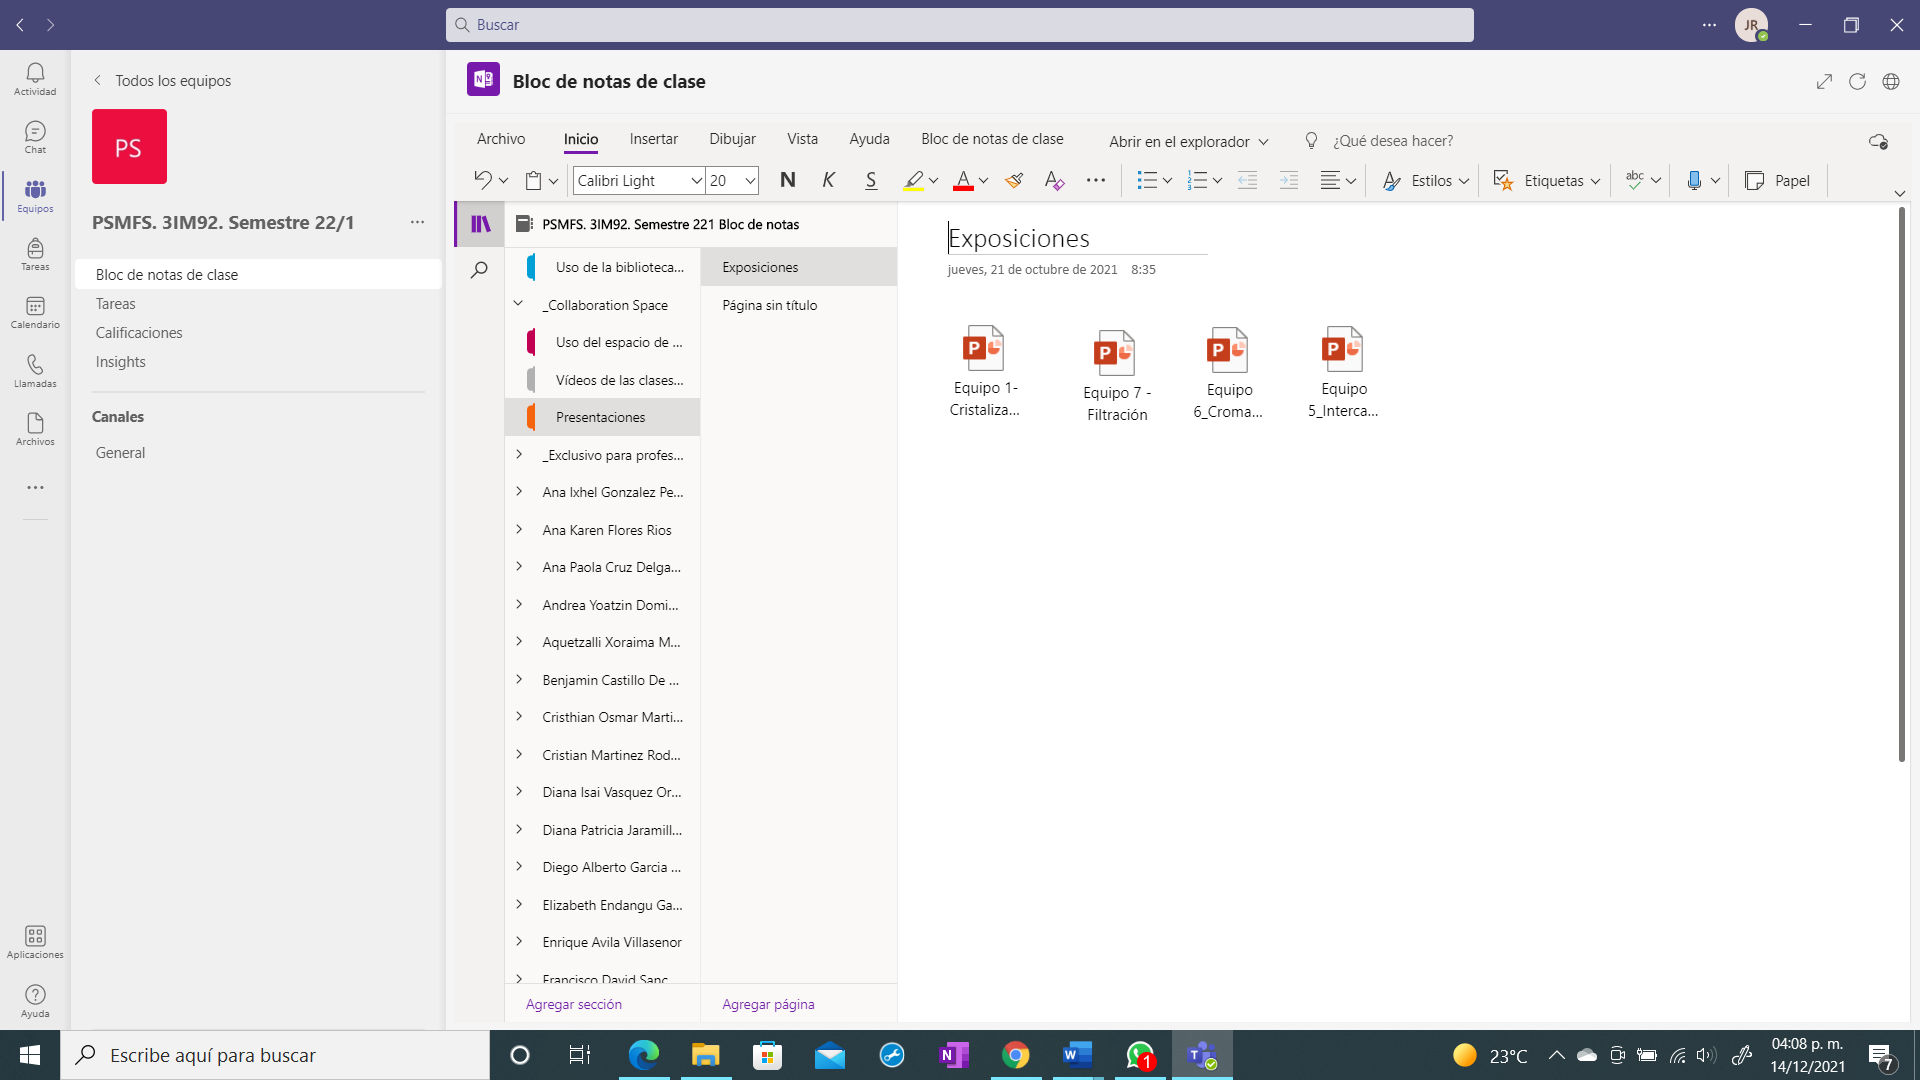 Buscar
JR
Actividad
Chat
Equipos
Tareas
Calendario
Llamadas
Archivos
Aplicaciones
Ayuda
Todos los equipos
PS
PSMFS. 3IM92. Semestre 22/1
Bloc de notas de clase
Tareas
Calificaciones
Insights
Canales
General
Bloc de notas de clase
Archivo Inicio Insertar Dibujar Vista Ayuda Bloc de notas de clase Abrir en el explorador ¿Qué desea hacer?
Calibri Light 20 N K S A A Estilos Etiquetas abc Papel
PSMFS. 3IM92. Semestre 221 Bloc de notas
Uso de la biblioteca...
_Collaboration Space
Uso del espacio de ...
Vídeos de las clases...
Presentaciones
_Exclusivo para profes...
Ana Ixhel Gonzalez Pe...
Ana Karen Flores Rios
Ana Paola Cruz Delga...
Andrea Yoatzin Domi...
Aquetzalli Xoraima M...
Benjamin Castillo De ...
Cristhian Osmar Marti...
Cristian Martinez Rod...
Diana Isai Vasquez Or...
Diana Patricia Jaramill...
Diego Alberto Garcia ...
Elizabeth Endangu Ga...
Enrique Avila Villasenor
Francisco David Sanc
Agregar sección
Exposiciones
Página sin título
Agregar página
Exposiciones
jueves, 21 de octubre de 2021 8:35
Equipo 1-
Cristaliza...
Equipo 7 -
Filtración
Equipo
6_Croma...
Equipo
5_Interca...
Escribe aquí para buscar
1
23°C
04:08 p. m.
14/12/2021
7